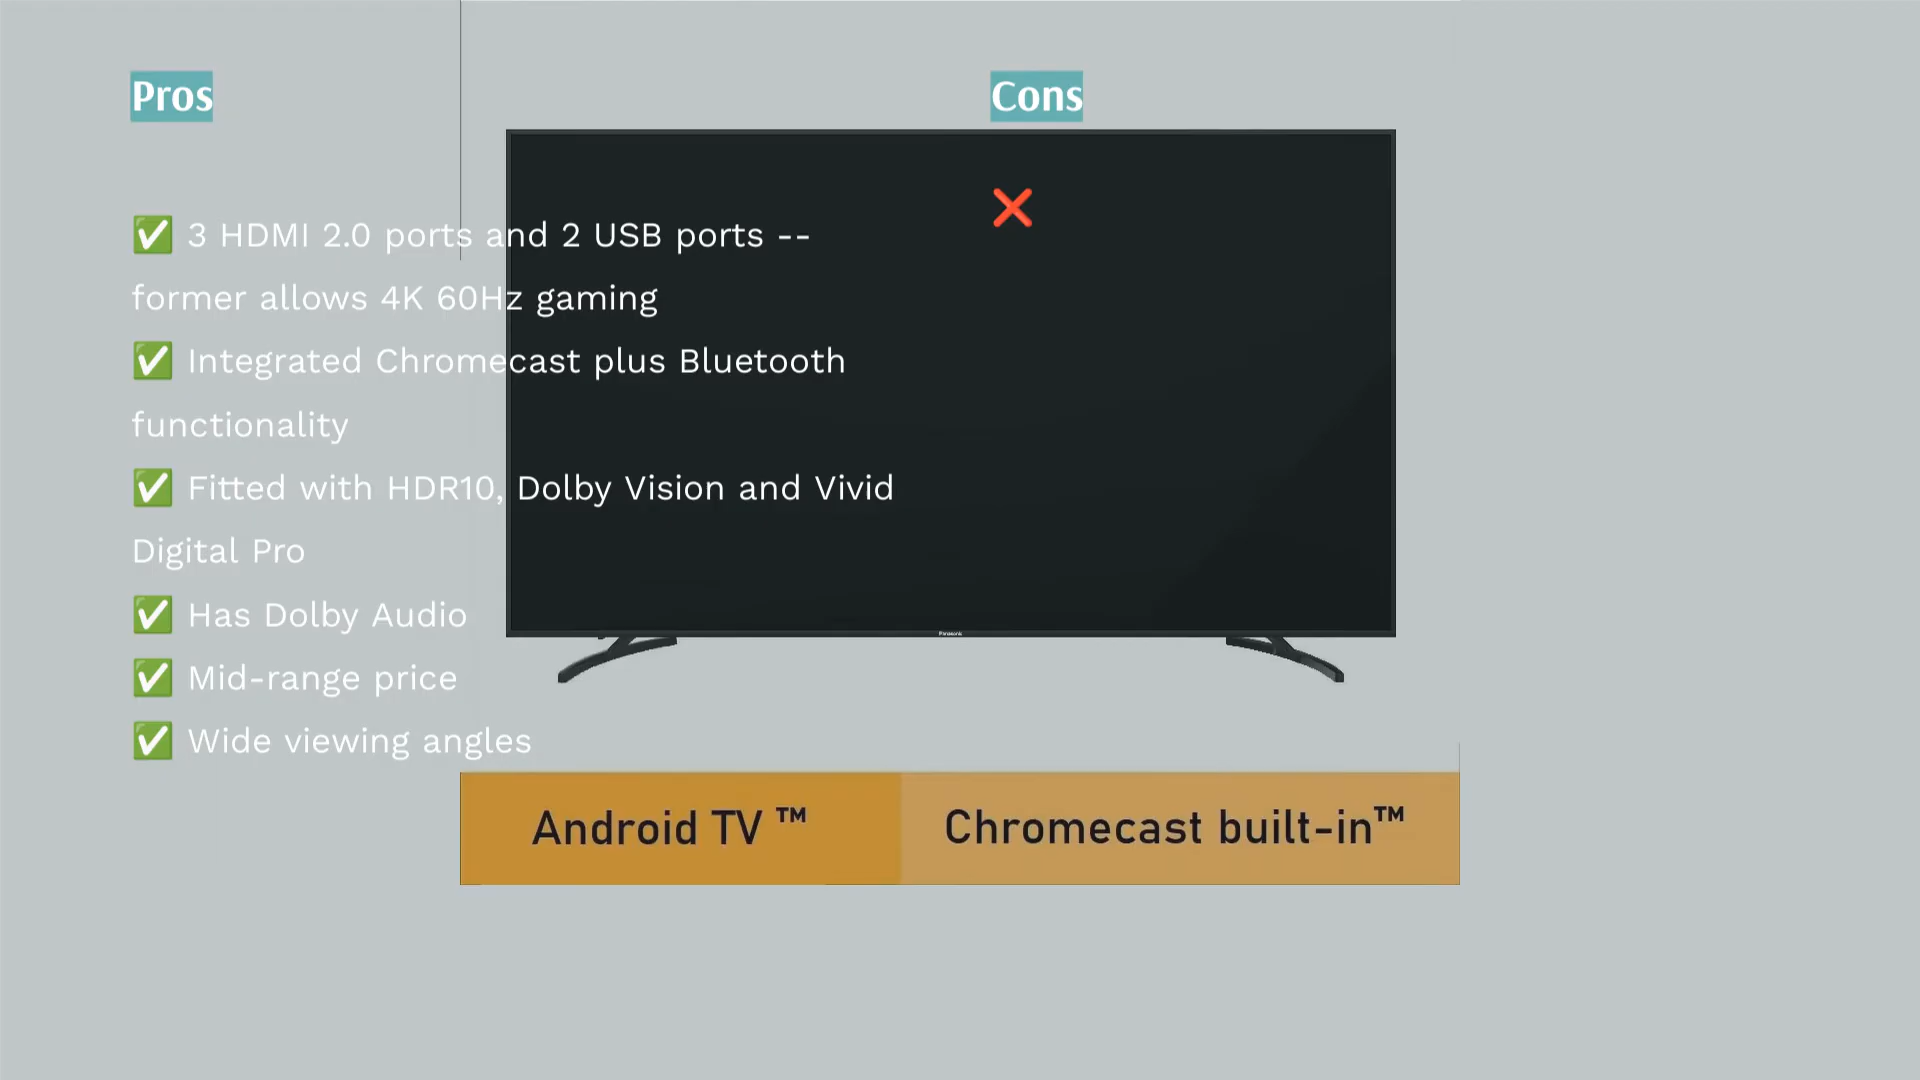 Pros
Cons
✅ 3 HDMI 2.0 ports and 2 USB ports --
former allows 4K 60Hz gaming
✅ Integrated Chromecast plus Bluetooth
functionality
✅ Fitted with HDR10, Dolby Vision and Vivid
Digital Pro
✅ Has Dolby Audio
✅ Mid-range price
✅ Wide viewing angles
❌
Panasonic
Android TV ™
Chromecast built-in™